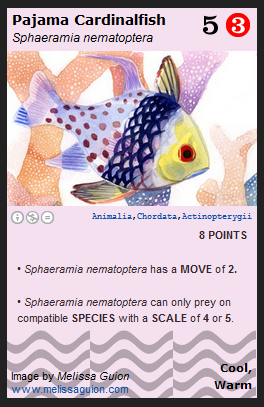 Pajama Cardinalfish
Sphaeramia nematoptera
5 3
Animalia,Chordata,Actinopterygii
8 POINTS
• Sphaeramia nematoptera has a MOVE of 2.
• Sphaeramia nematoptera can only prey on
compatible SPECIES with a SCALE of 4 or 5.
Cool,
Warm
Image by Melissa Guion
www.melissaguion.com